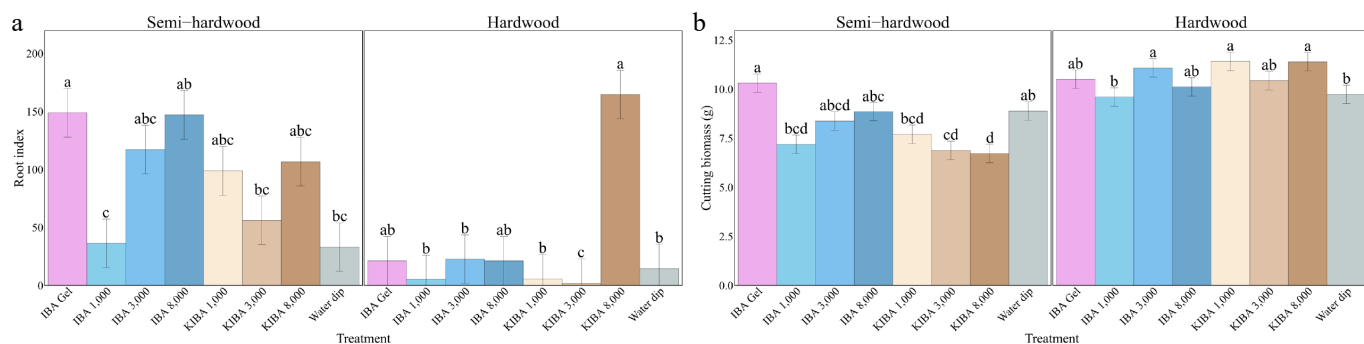 a
Semi−hardwood
Hardwood
Root index
200
150
100
50
0
a
c
ab
ab
abc
bc
abc
bc
ab
b
b
ab
b
c
a
b
IBA Gel
IBA 1,000
IBA 3,000
IBA 8,000
KIBA 1,000
KIBA 3,000
KIBA 8,000
Water dip
IBA Gel
IBA 1,000
IBA 3,000
IBA 8,000
KIBA 1,000
KIBA 3,000
KIBA 8,000
Water dip
Treatment
b
Semi−hardwood
Hardwood
Cutting biomass (g)
12.5
10.0
7.5
5.0
2.5
0.0
a
bcd
abcd
abc
bcd
cd
d
ab
ab
b
a
ab
a
ab
a
b
IBA Gel
IBA 1,000
IBA 3,000
IBA 8,000
KIBA 1,000
KIBA 3,000
KIBA 8,000
Water dip
IBA Gel
IBA 1,000
IBA 3,000
IBA 8,000
KIBA 1,000
KIBA 3,000
KIBA 8,000
Water dip
Treatment